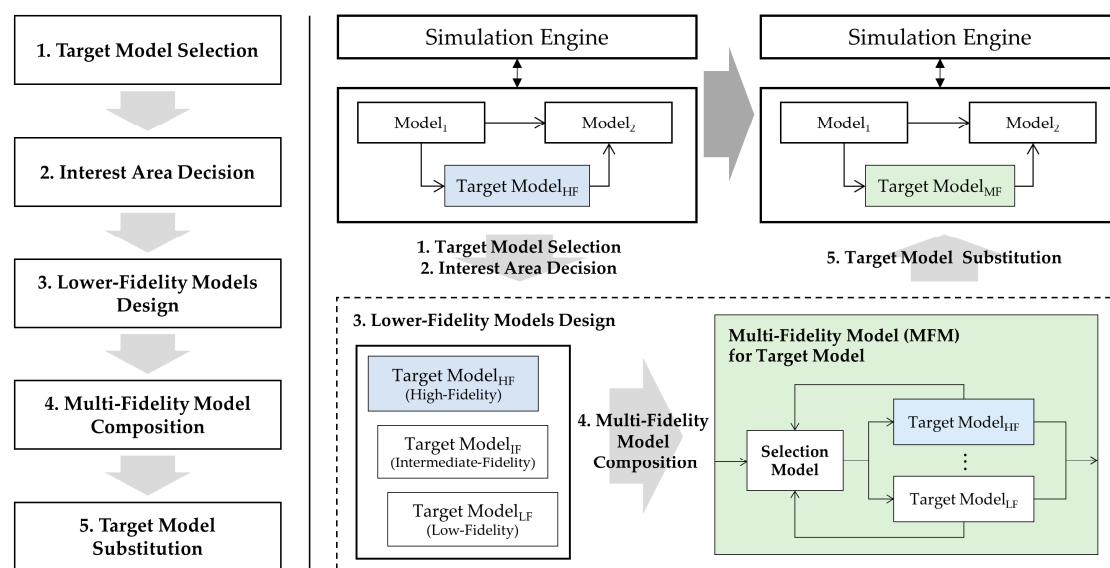 1. Target Model Selection
2. Interest Area Decision
3. Lower-Fidelity Models
Design
4. Multi-Fidelity Model
Composition
5. Target Model
Substitution
Simulation Engine
Model1
Model2
Target ModelHF
1. Target Model Selection
2. Interest Area Decision
Simulation Engine
Model1
Model2
Target ModelMF
5. Target Model Substitution
3. Lower-Fidelity Models Design
Target ModelHF
(High-Fidelity)
Target ModelIF
(Intermediate-Fidelity)
Target ModelLF
(Low-Fidelity)
4. Multi-Fidelity
Model
Composition
Multi-Fidelity Model (MFM)
for Target Model
Selection
Model
Target ModelHF
⋮
Target ModelLF